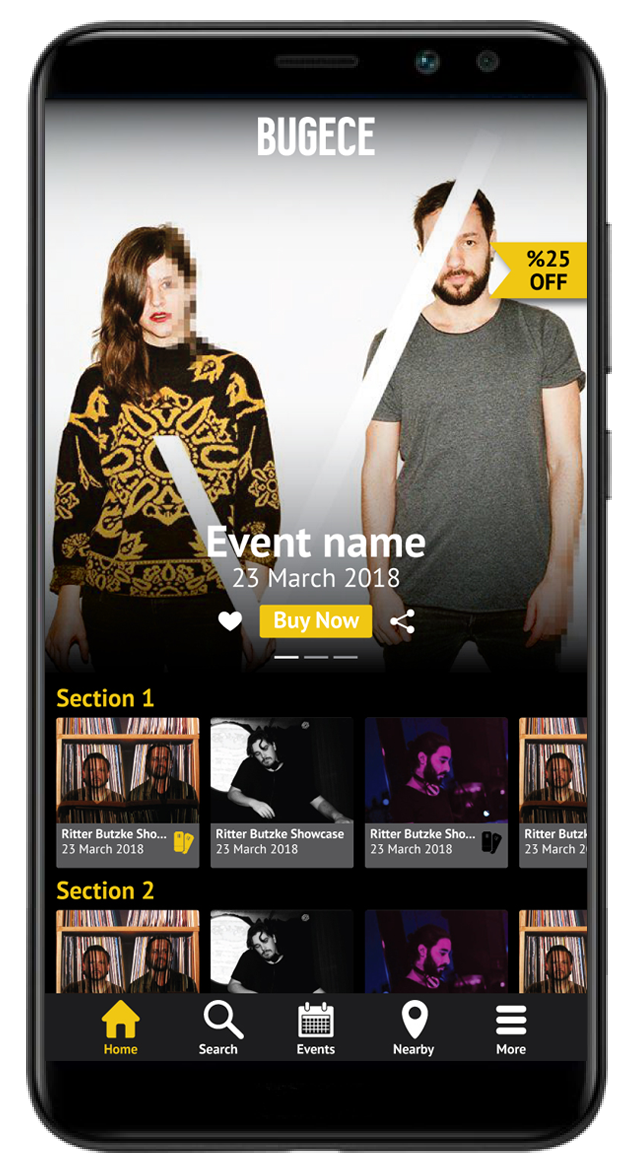 BUGECE
%25
OFF
Event name
23 March 2018
Buy Now
Section 1
Ritter Butzke Sho...
23 March 2018
Ritter Butzke Showcase
23 March 2018
Ritter Butzke Sho...
23 March 2018
Ritter Butzk
23 March 2
Section 2
Home
Search
Events
Nearby
More